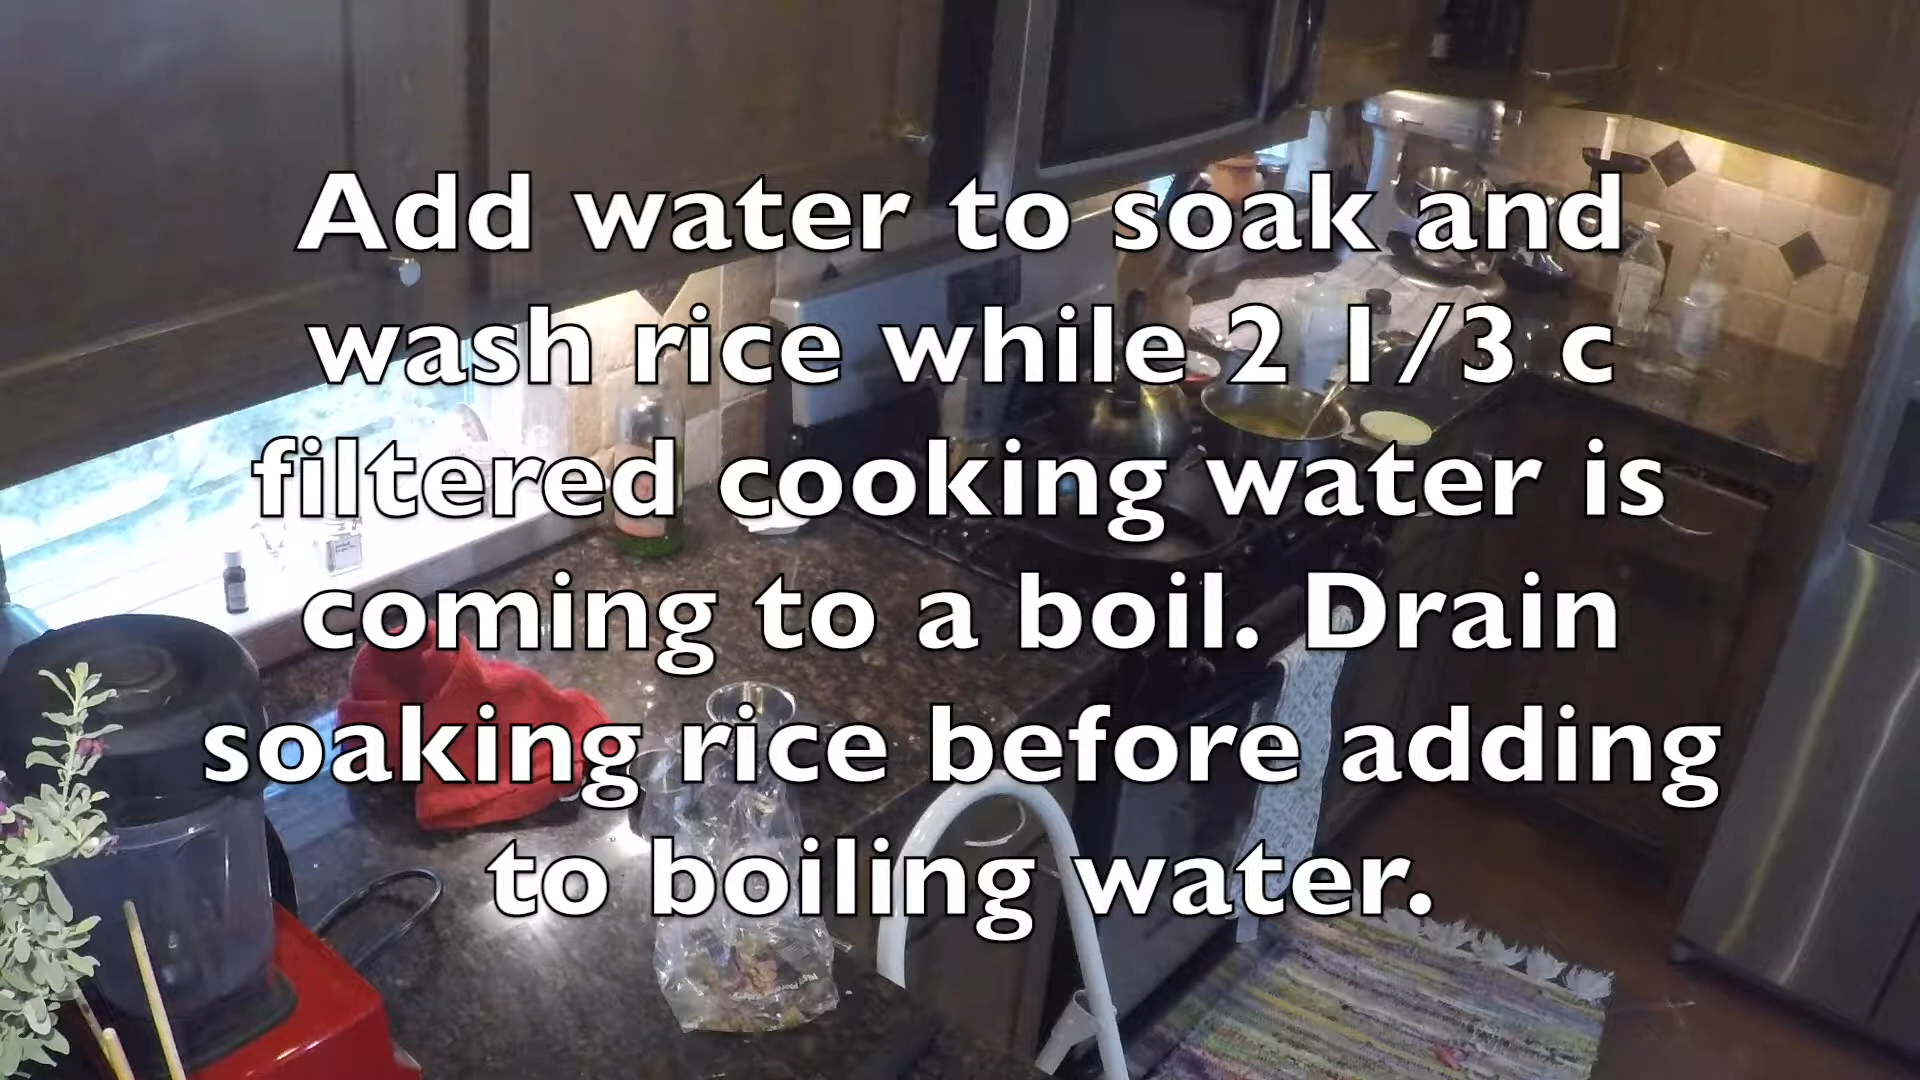 Add water to soak and
wash rice while 2 1/3 c
filtered cooking water is
coming to a boil. Drain
soaking rice before adding
to boiling water.